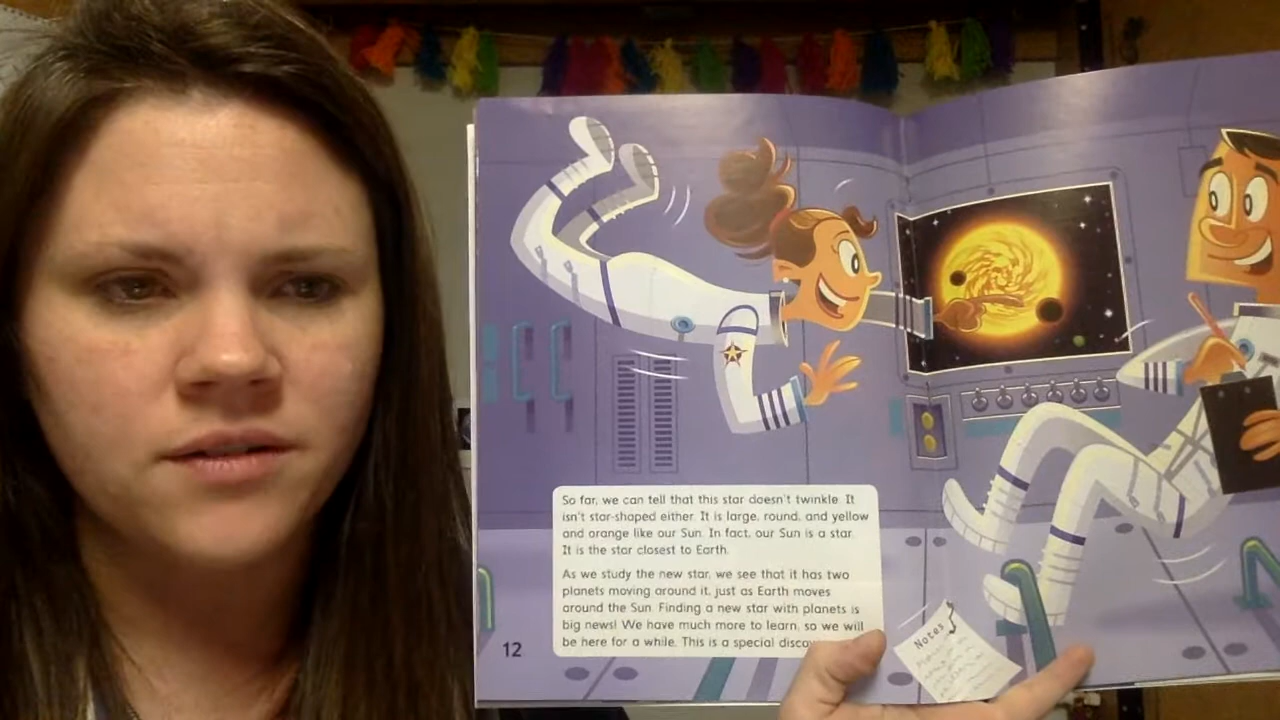 So far, we can tell that this star doesn't twinkle. It
isn't star-shaped either. It is large, round, and yellow
and orange like our Sun. In fact, our Sun is a star.
It is the star closest to Earth.
As we study the new star, we see that it has two
planets moving around it, just as Earth moves
around the Sun. Finding a new star with planets is
big news! We have much more to learn, so we will
be here for a while. This is a special
12
Notes